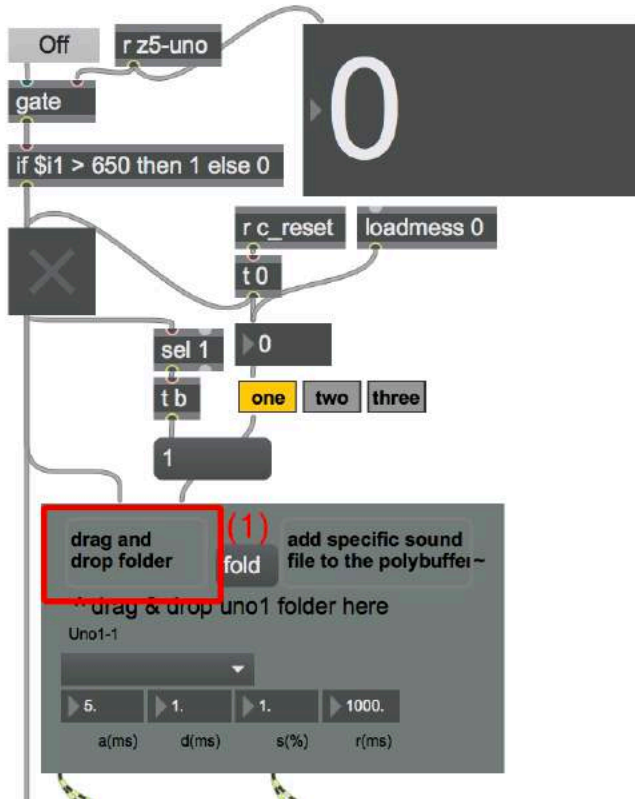 Off
r z5-uno
0
gate
if $i1 > 650 then 1 else 0
r c_reset
loadmess 0
t 0
sel 1
0
t b
one
two
three
1
drag and
drop folder
(1)
fold
add specific sound
file to the polybuffer~
^ drag & drop uno1 folder here
Uno1-1
5.
1.
1.
1000.
a(ms)
d(ms)
s(%)
r(ms)